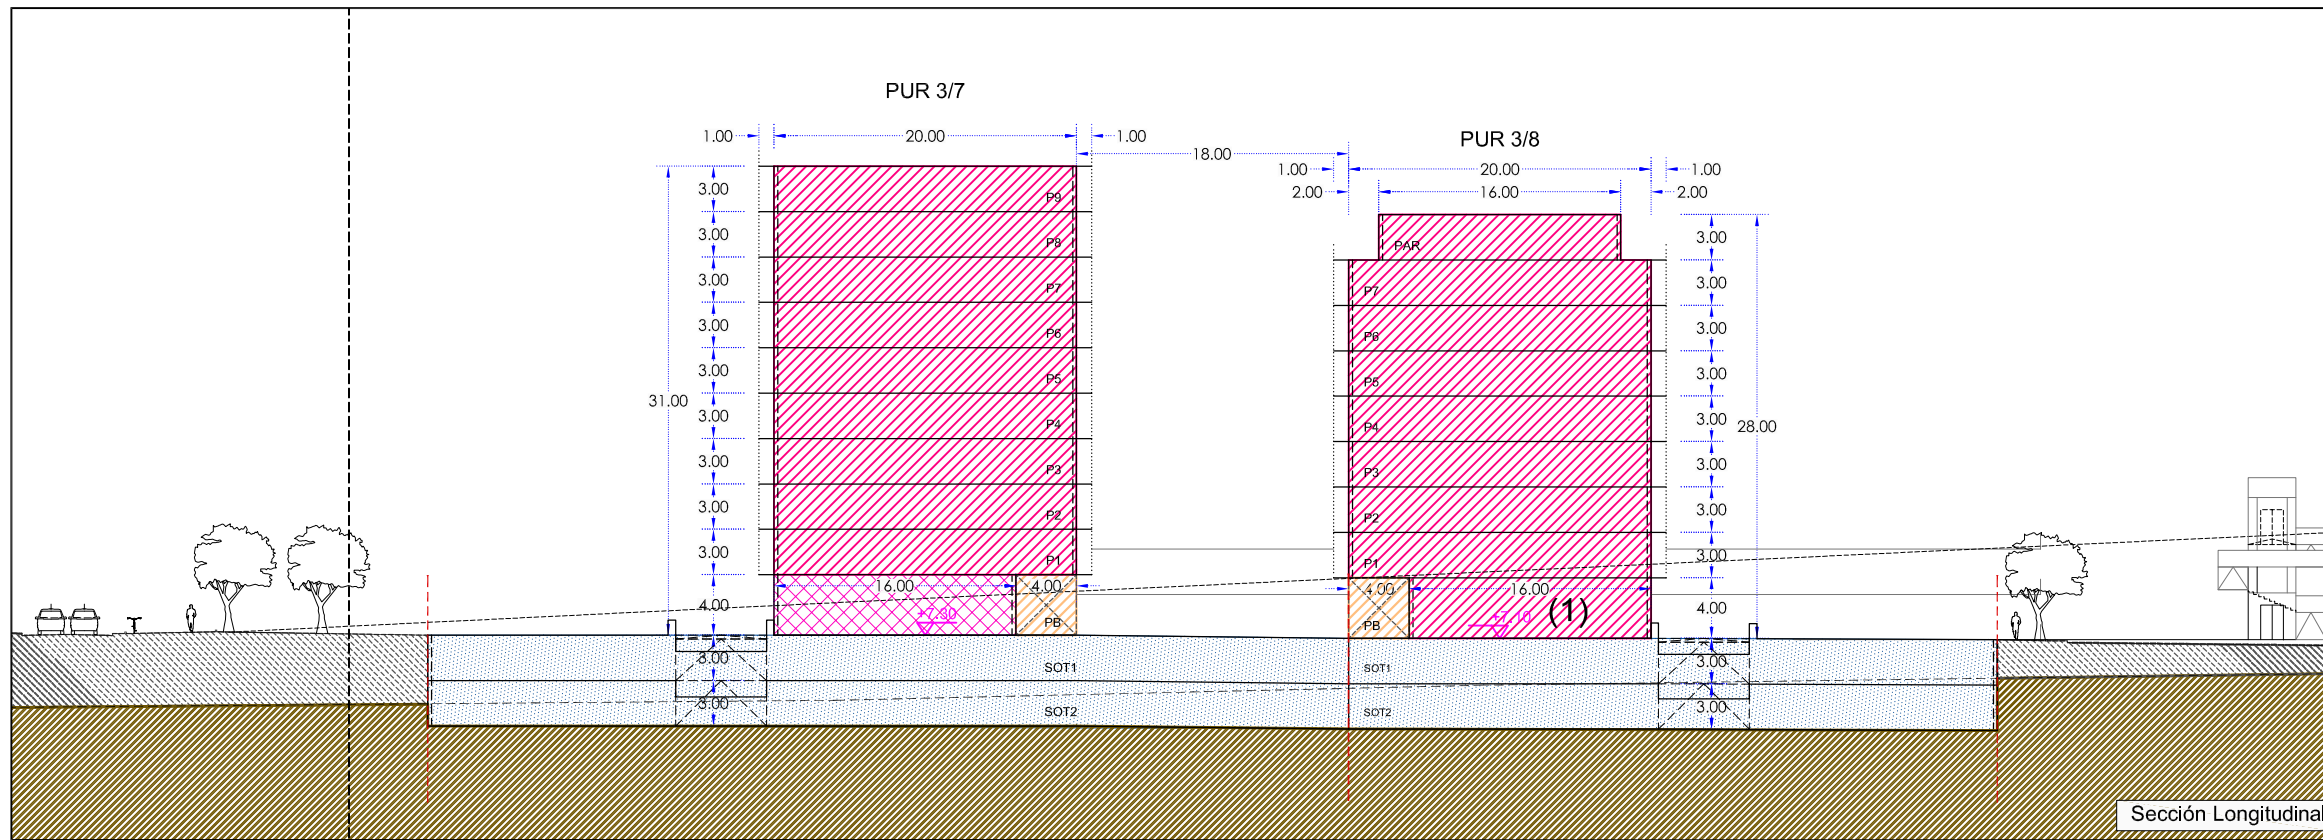 PUR 3/7
1.00 20.00 1.00
PUR 3/8
18.00
1.00 20.00 1.00
2.00 16.00 2.00
3.00 P9
3.00 P8
3.00 P7
3.00 P6
3.00 P5
31.00
3.00 P4
3.00 P3
3.00 P2
3.00 P1
16.00 4.00
4.00 +7.30 PB
PAR 3.00
P7 3.00
P6 3.00
P5 3.00
P4 3.00
28.00
P3 3.00
P2 3.00
P1 3.00
4.00 16.00
PB +7.10 (1) 4.00
3.00 SOT1 SOT1 3.00
3.00 SOT2 SOT2 3.00
Sección Longitudinal